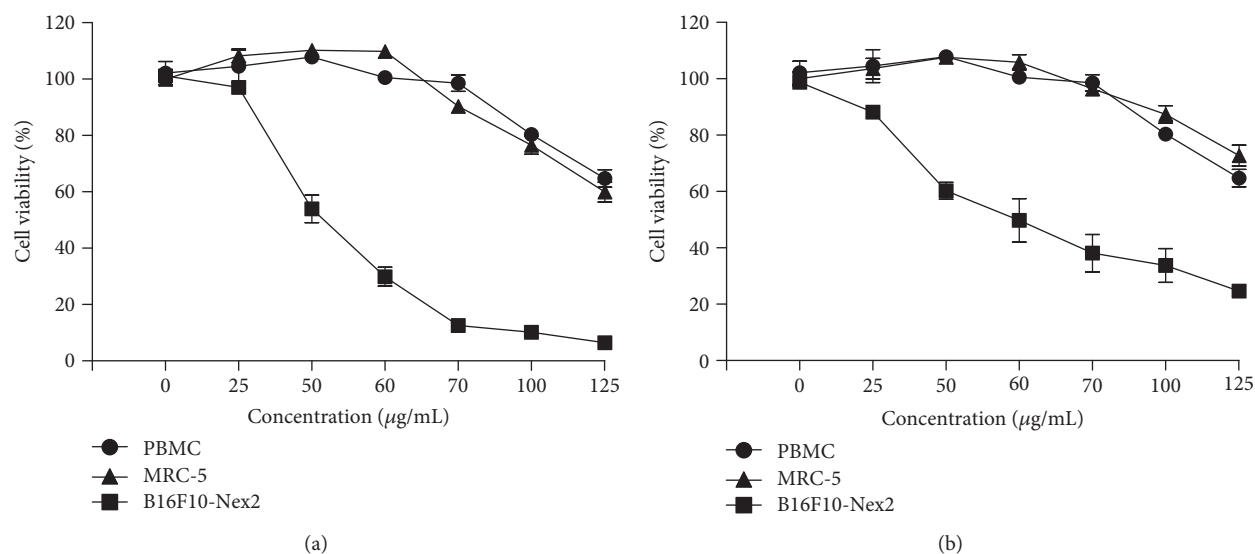 120
100
80
60
40
20
0
Cell viability (%)
0 25 50 60 70 100 125
Concentration (μg/mL)
PBMC
MRC-5
B16F10-Nex2
(a)
120
100
80
60
40
20
0
Cell viability (%)
0 25 50 60 70 100 125
Concentration (μg/mL)
PBMC
MRC-5
B16F10-Nex2
(b)